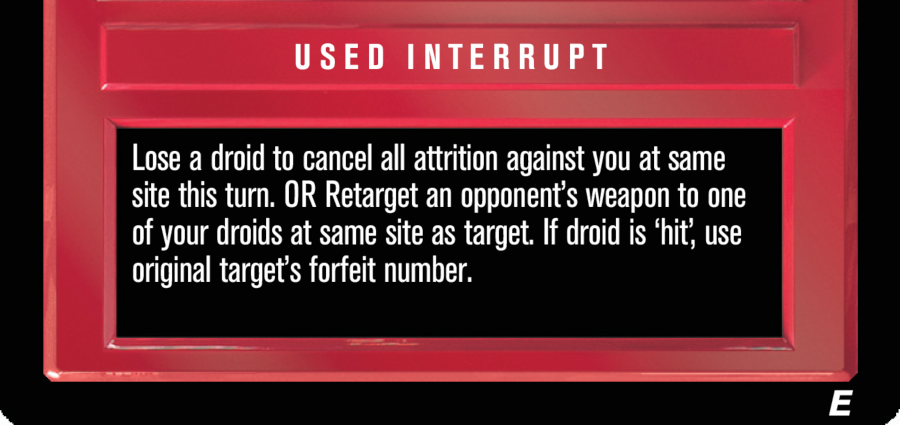 USED INTERRUPT
Lose a droid to cancel all attrition against you at same
site this turn. OR Retarget an opponent’s weapon to one
of your droids at same site as target. If droid is ‘hit’, use
original target’s forfeit number.
E